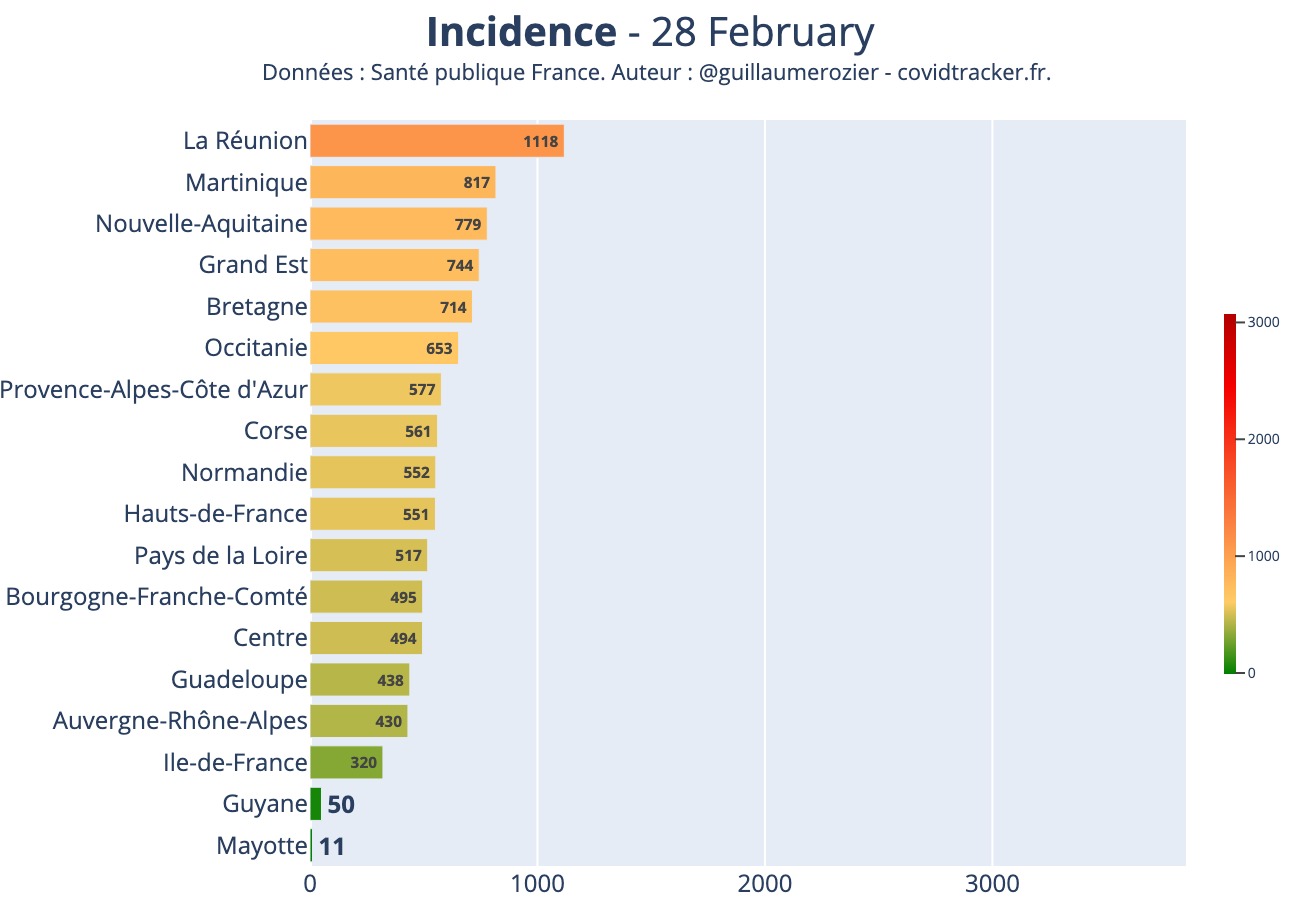 Incidence - 28 February
Données : Santé publique France. Auteur : @guillaumerozier - covidtracker.fr.
La Réunion 1118
Martinique 817
Nouvelle-Aquitaine 779
Grand Est 744
Bretagne 714
Occitanie 653
Provence-Alpes-Côte d'Azur 577
Corse 561
Normandie 552
Hauts-de-France 551
Pays de la Loire 517
Bourgogne-Franche-Comté 495
Centre 494
Guadeloupe 438
Auvergne-Rhône-Alpes 430
Ile-de-France 320
Guyane 50
Mayotte 11
0 1000 2000 3000
3000
2000
1000
0